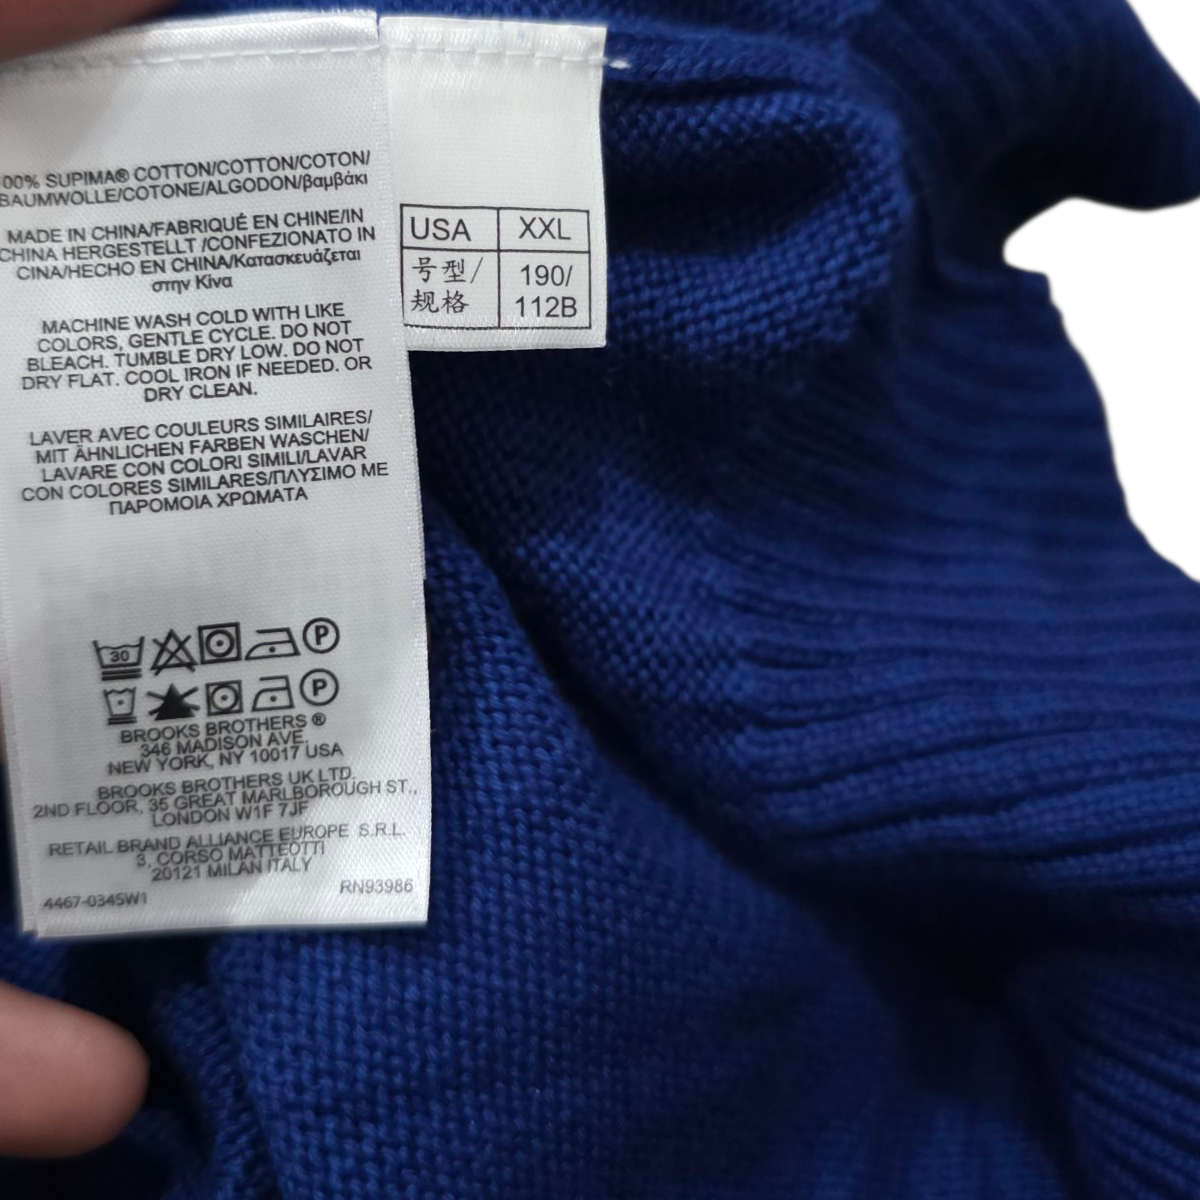 00% SUPIMA® COTTON/COTTON/COTON/
BAUMWOLLE/COTONE/ALGODON/βαμβάκι
MADE IN CHINA/FABRIQUÉ EN CHINE/IN
CHINA HERGESTELLT /CONFEZIONATO IN
CINA/HECHO EN CHINA/Κατασκευάζεται
στην Κίνα
MACHINE WASH COLD WITH LIKE
COLORS, GENTLE CYCLE. DO NOT
BLEACH. TUMBLE DRY LOW. DO NOT
DRY FLAT. COOL IRON IF NEEDED. OR
DRY CLEAN.
LAVER AVEC COULEURS SIMILAIRES/
MIT ÄHNLICHEN FARBEN WASCHEN/
LAVARE CON COLORI SIMILI/LAVAR
CON COLORES SIMILARES/ΠΛΥΣΙΜΟ ΜΕ
ΠΑΡΟΜΟΙΑ ΧΡΩΜΑΤΑ
30 P
P
BROOKS BROTHERS ®
346 MADISON AVE.
NEW YORK, NY 10017 USA
BROOKS BROTHERS UK LTD.
2ND FLOOR, 35 GREAT MARLBOROUGH ST.,
LONDON W1F 7JF
RETAIL BRAND ALLIANCE EUROPE S.R.L.
3, CORSO MATTEOTTI
20121 MILAN ITALY
RN93986
4467-0345W1
USA XXL
号型/ 190/
规格 112B